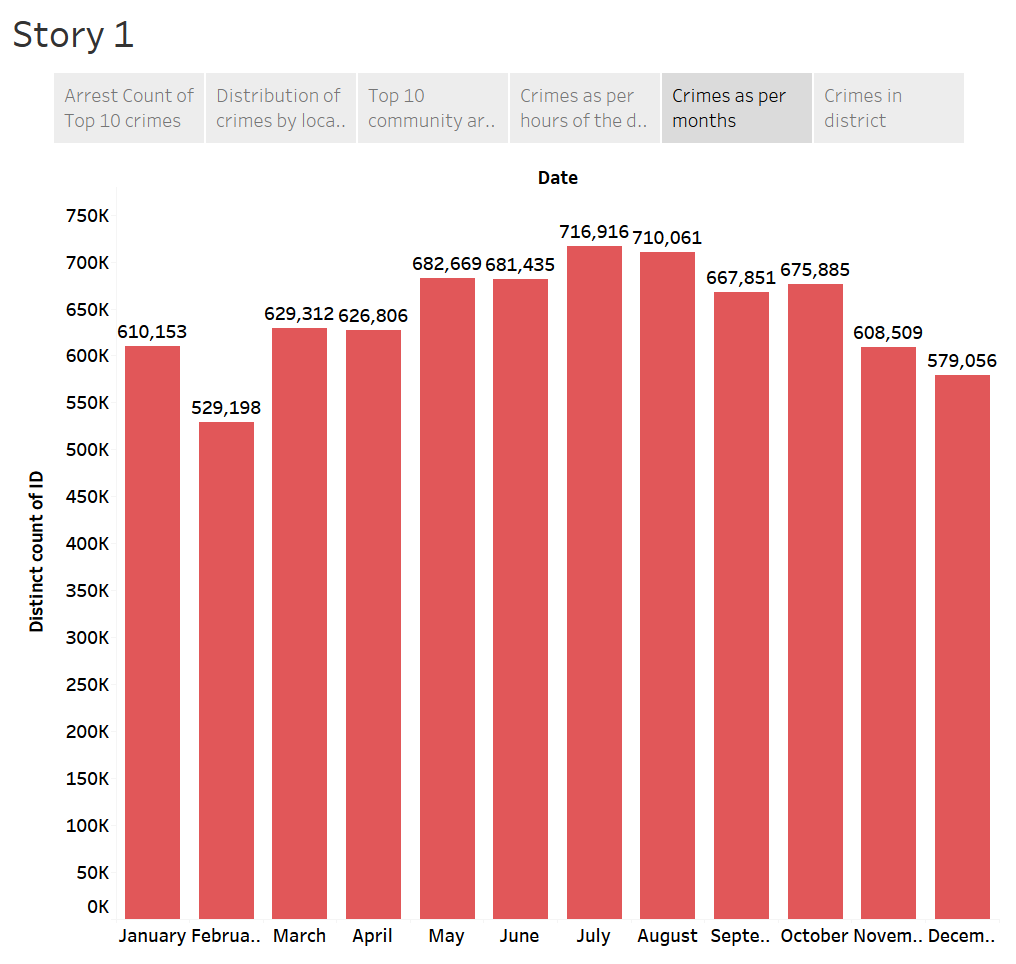 Story 1
Arrest Count of
Top 10 crimes
Distribution of
crimes by loca..
Top 10
community ar..
Crimes as per
hours of the d..
Crimes as per
months
Crimes in
district
Date
750K
700K
650K
600K
550K
500K
450K
400K
350K
300K
250K
200K
150K
100K
50K
0K
Distinct count of ID
610,153
529,198
629,312
626,806
682,669
681,435
716,916
710,061
667,851
675,885
608,509
579,056
January
Februa..
March
April
May
June
July
August
Septe..
October
Novem..
Decem..